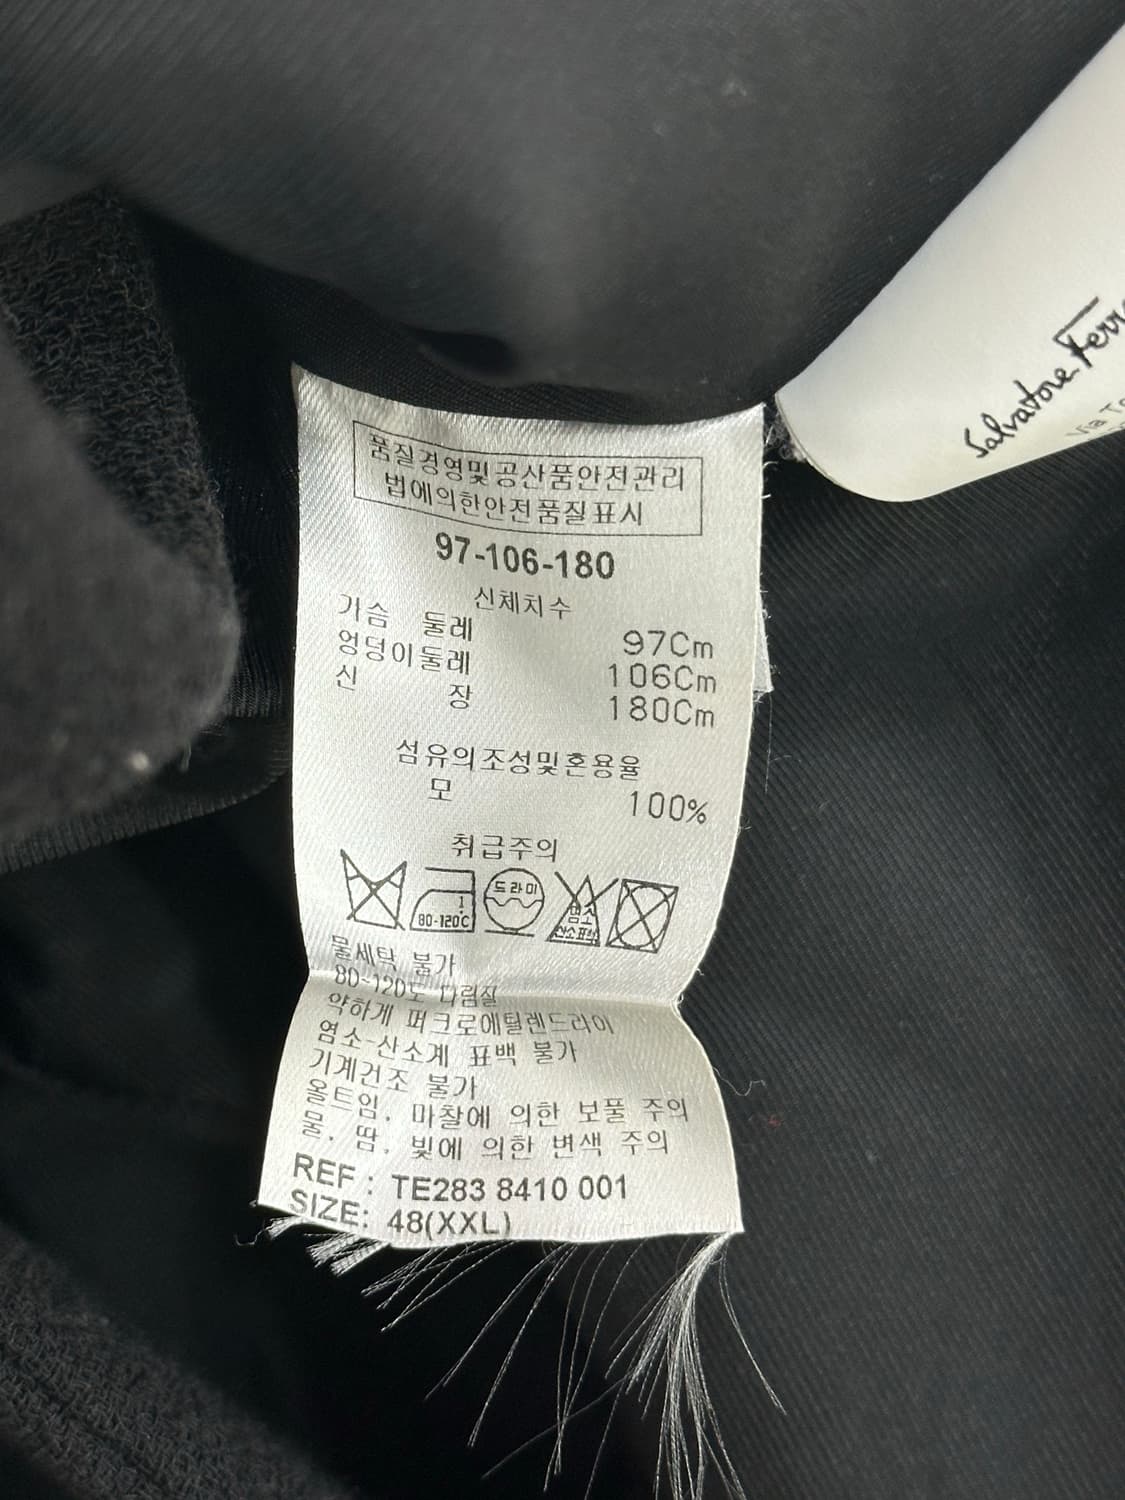 품질경영및공산품안전관리
법에의한안전품질표시
97-106-180
신체치수
가슴 둘레 97Cm
엉덩이둘레 106Cm
신 장 180Cm
섬유의조성및혼용율
모 100%
취급주의
1
80-120℃
드라이
염소
산소표백
물세탁 불가
80-120도 다림질
약하게 퍼크로에틸렌드라이
염소-산소계 표백 불가
기계건조 불가
올트임, 마찰에 의한 보풀 주의
물, 땀, 빛에 의한 변색 주의
REF : TE283 8410 001
SIZE: 48(XXL)
Salvatore
Via